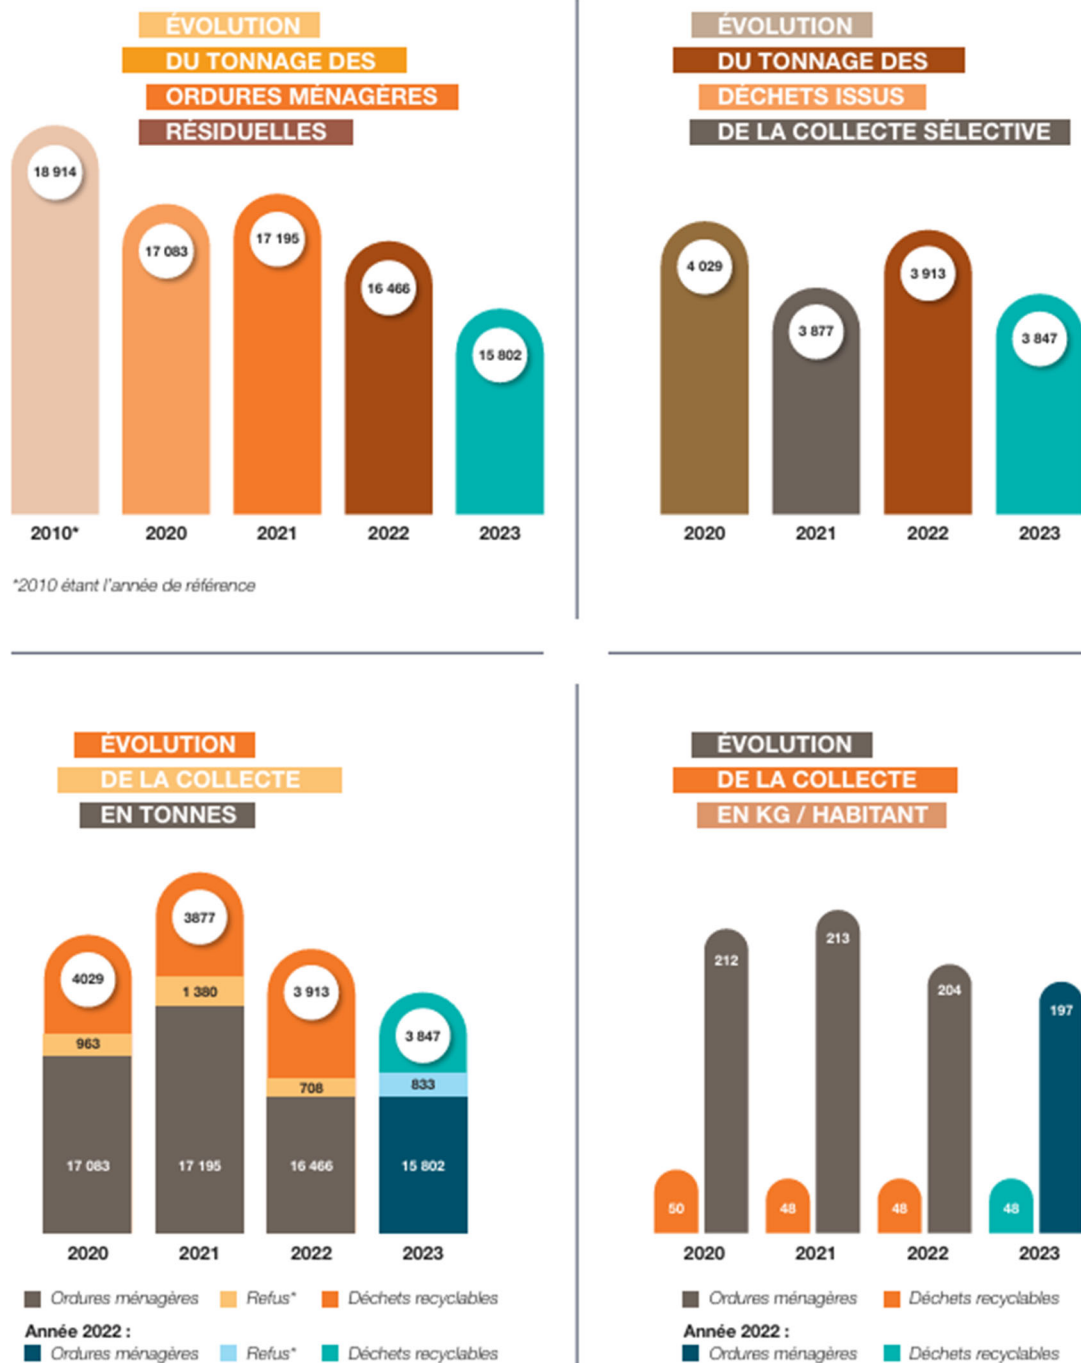 ÉVOLUTION
DU TONNAGE DES
ORDURES MÉNAGÈRES
RÉSIDUELLES
18 914
17 083
17 195
16 466
15 802
2010*
2020
2021
2022
2023
*2010 étant l'année de référence
ÉVOLUTION
DU TONNAGE DES
DÉCHETS ISSUS
DE LA COLLECTE SÉLECTIVE
4 029
3 877
3 913
3 847
2020
2021
2022
2023
ÉVOLUTION
DE LA COLLECTE
EN TONNES
4029
963
17 083
3877
1 380
17 195
3 913
708
16 466
3 847
833
15 802
2020
2021
2022
2023
Ordures ménagères Refus* Déchets recyclables
Année 2022 :
Ordures ménagères Refus* Déchets recyclables
ÉVOLUTION
DE LA COLLECTE
EN KG / HABITANT
50
212
48
213
48
204
48
197
2020
2021
2022
2023
Ordures ménagères Déchets recyclables
Année 2022 :
Ordures ménagères Déchets recyclables